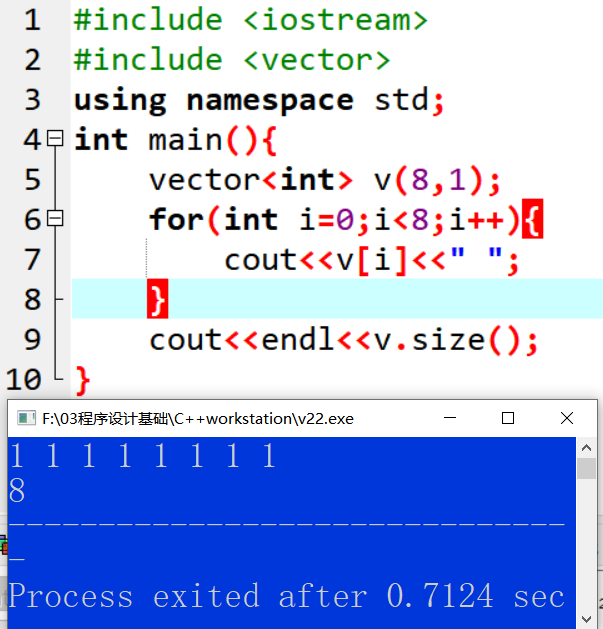 1 #include <iostream>
2 #include <vector>
3 using namespace std;
4 int main(){
5 vector<int> v(8,1);
6 for(int i=0;i<8;i++){
7 cout<<v[i]<<" ";
8 }
9 cout<<endl<<v.size();
10 }
F:\03程序设计基础\C++workstation\v22.exe
1 1 1 1 1 1 1 1
8
--------------------------------
Process exited after 0.7124 sec